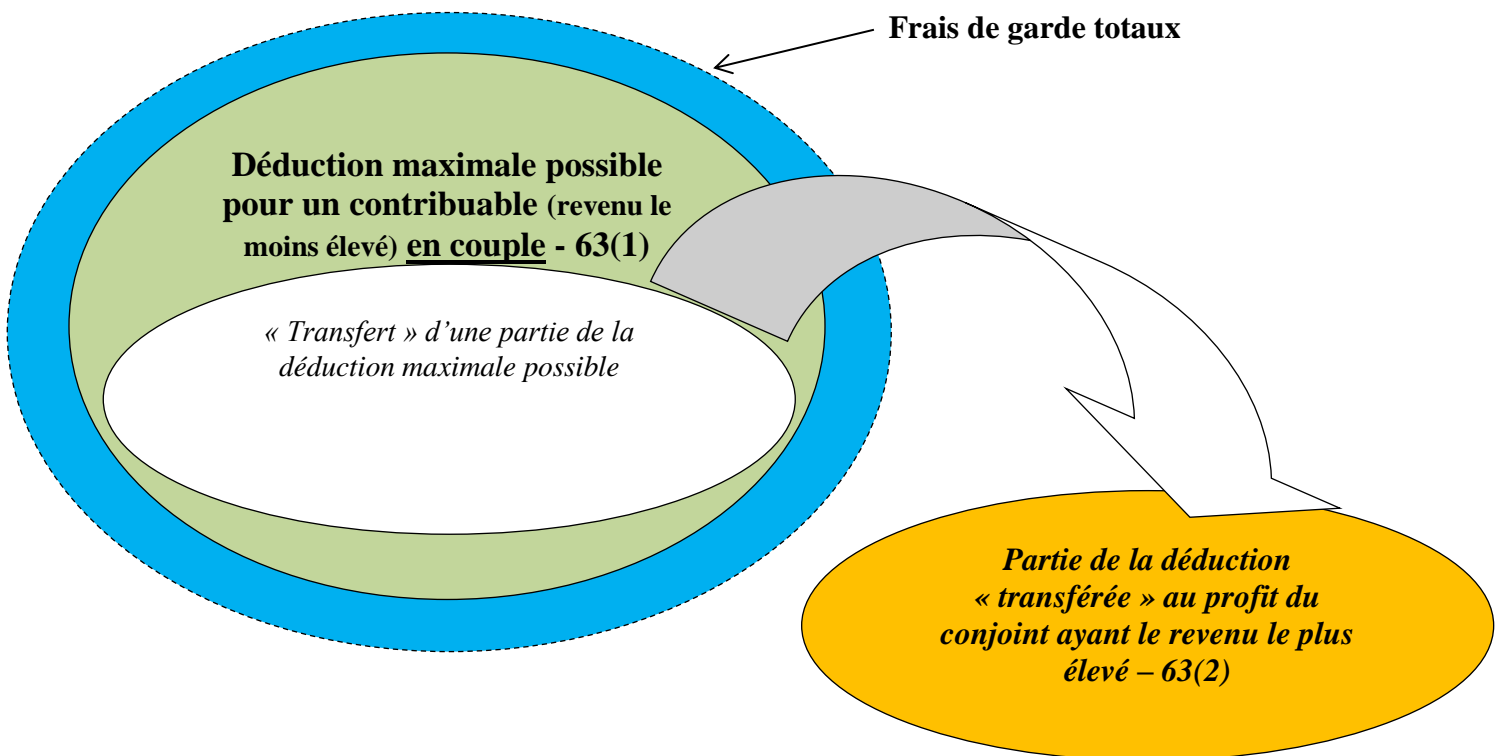 Frais de garde totaux
Déduction maximale possible
pour un contribuable (revenu le
moins élevé) en couple - 63(1)
« Transfert » d’une partie de la
déduction maximale possible
Partie de la déduction
« transférée » au profit du
conjoint ayant le revenu le plus
élevé – 63(2)